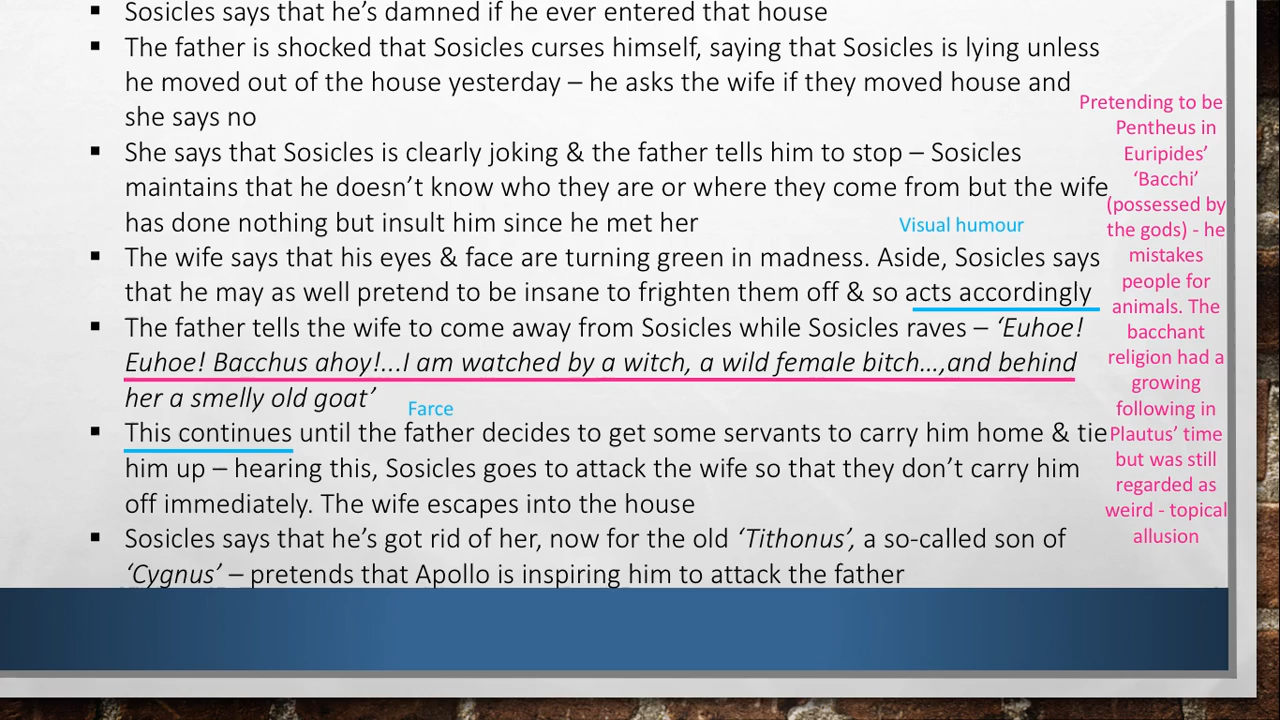 Sosicles says that he's damned if he ever entered that house
▪ The father is shocked that Sosicles curses himself, saying that Sosicles is lying unless
he moved out of the house yesterday – he asks the wife if they moved house and
she says no
▪ She says that Sosicles is clearly joking & the father tells him to stop – Sosicles
maintains that he doesn't know who they are or where they come from but the wife
has done nothing but insult him since he met her
Visual humour
▪ The wife says that his eyes & face are turning green in madness. Aside, Sosicles says
that he may as well pretend to be insane to frighten them off & so acts accordingly
▪ The father tells the wife to come away from Sosicles while Sosicles raves – ‘Euhoe!
Euhoe! Bacchus ahoy!...I am watched by a witch, a wild female bitch…,and behind
her a smelly old goat’
Farce
▪ This continues until the father decides to get some servants to carry him home & tie
him up – hearing this, Sosicles goes to attack the wife so that they don't carry him
off immediately. The wife escapes into the house
▪ Sosicles says that he's got rid of her, now for the old ‘Tithonus’, a so-called son of
‘Cygnus’ – pretends that Apollo is inspiring him to attack the father
Pretending to be
Pentheus in
Euripides’
‘Bacchi’
(possessed by
the gods) - he
mistakes
people for
animals. The
bacchant
religion had a
growing
following in
Plautus’ time
but was still
regarded as
weird - topical
allusion